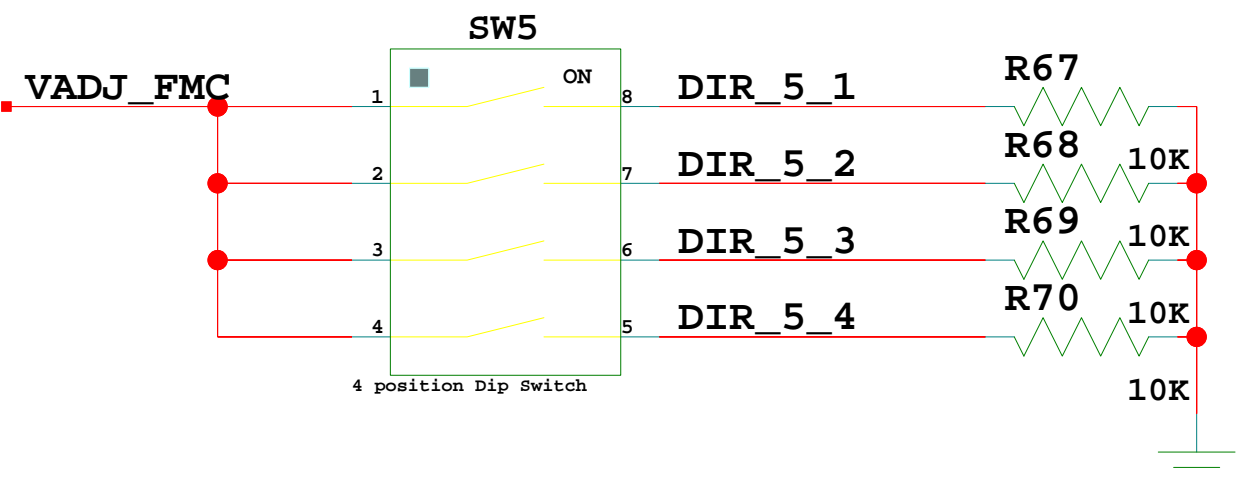 SW5
VADJ_FMC
ON
1
8
DIR_5_1
R67
10K
2
7
DIR_5_2
R68
10K
3
6
DIR_5_3
R69
10K
4
5
DIR_5_4
R70
10K
4 position Dip Switch